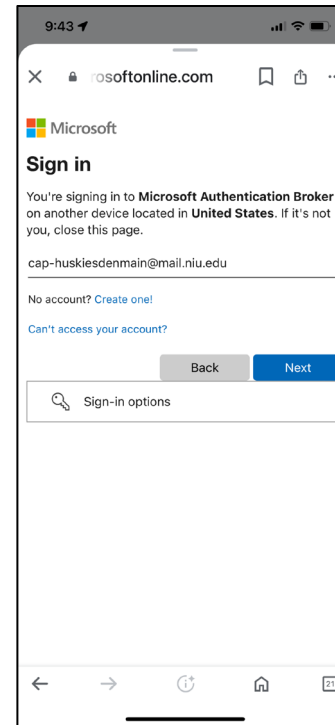 9:43
rosoftonline.com
Microsoft
Sign in
You're signing in to Microsoft Authentication Broker
on another device located in United States. If it's not
you, close this page.
cap-huskiesdenmain@mail.niu.edu
No account? Create one!
Can't access your account?
Back Next
Sign-in options
21